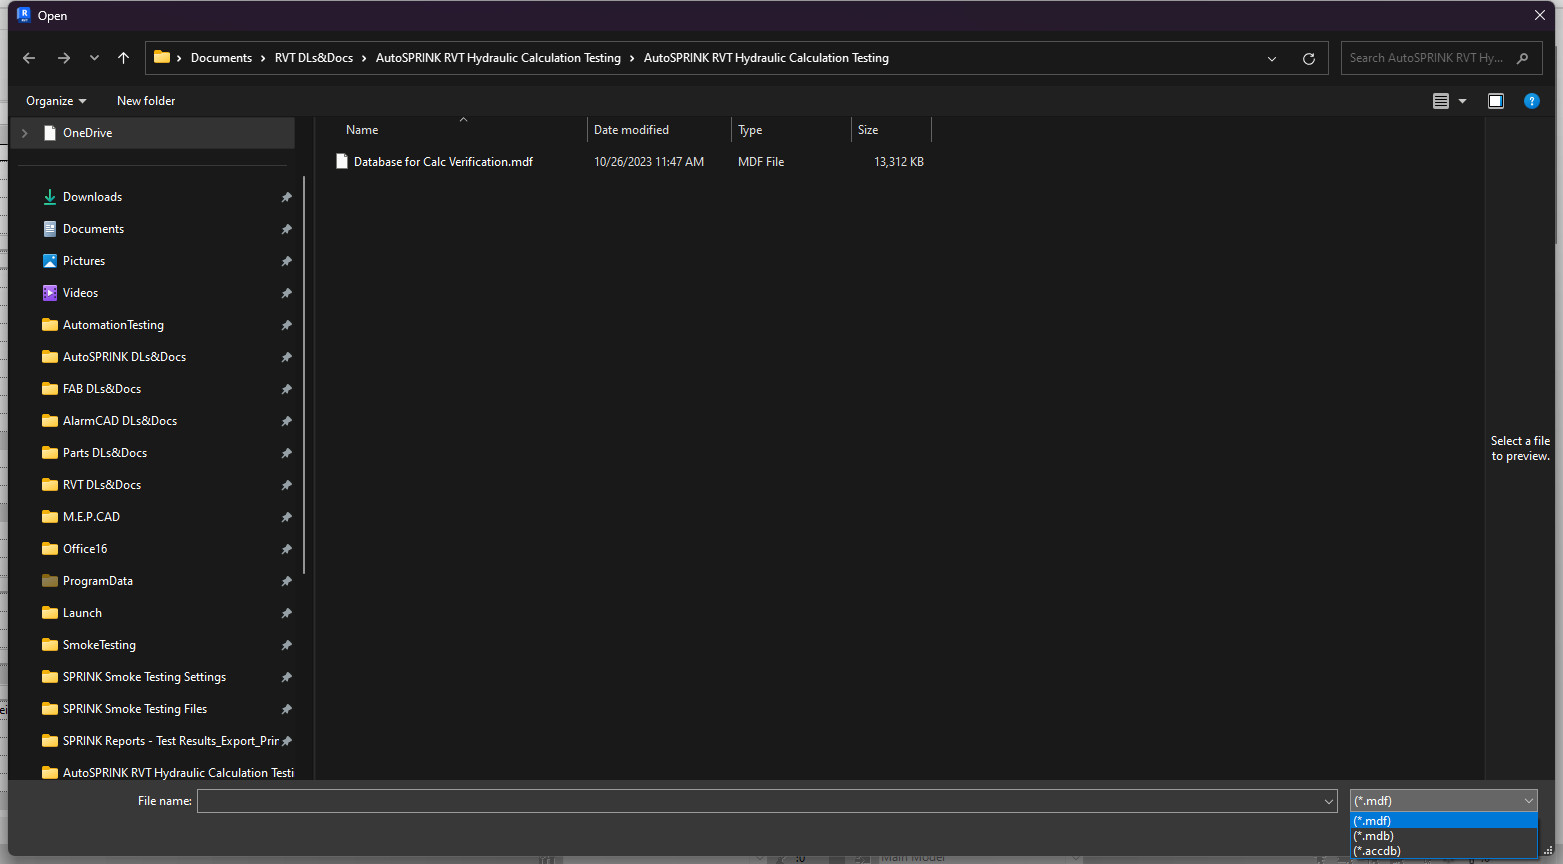 Open
Documents > RVT DLs&Docs > AutoSPRINK RVT Hydraulic Calculation Testing > AutoSPRINK RVT Hydraulic Calculation Testing
Search AutoSPRINK RVT Hy...
Organize
New folder
OneDrive
Downloads
Documents
Pictures
Videos
AutomationTesting
AutoSPRINK DLs&Docs
FAB DLs&Docs
AlarmCAD DLs&Docs
Parts DLs&Docs
RVT DLs&Docs
M.E.P.CAD
Office16
ProgramData
Launch
SmokeTesting
SPRINK Smoke Testing Settings
SPRINK Smoke Testing Files
SPRINK Reports - Test Results_Export_Prin
AutoSPRINK RVT Hydraulic Calculation Testi
Name Date modified Type Size
Database for Calc Verification.mdf 10/26/2023 11:47 AM MDF File 13,312 KB
Select a file
to preview.
File name:
(*.mdf)
(*.mdf)
(*.mdb)
(*.accdb)
:0
Main Model